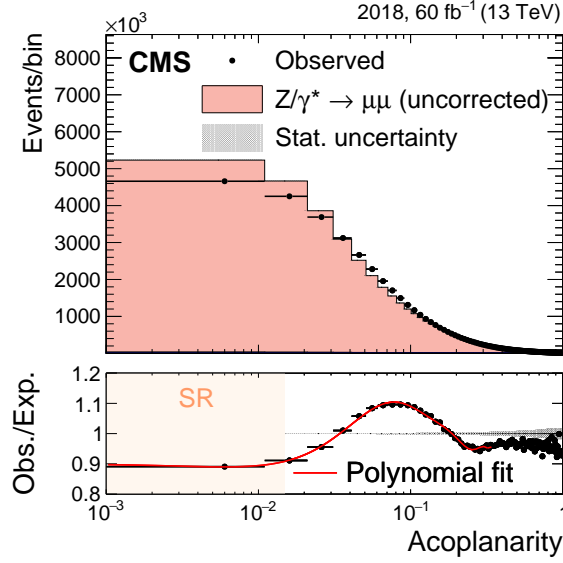 2018, 60 fb⁻¹ (13 TeV)
×10³
Events/bin
8000
7000
6000
5000
4000
3000
2000
1000
CMS
Observed
Z/γ* → μμ (uncorrected)
Stat. uncertainty
Obs./Exp.
1.2
1.1
1
0.9
0.8
SR
Polynomial fit
10⁻³ 10⁻² 10⁻¹ 1
Acoplanarity